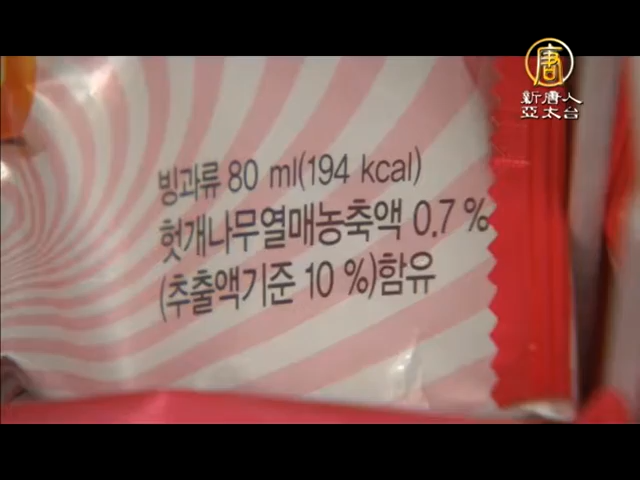 唐
新唐人
亞太台
빙과류 80 ml(194 kcal)
헛개나무열매농축액 0.7 %
(추출액기준 10 %)함유